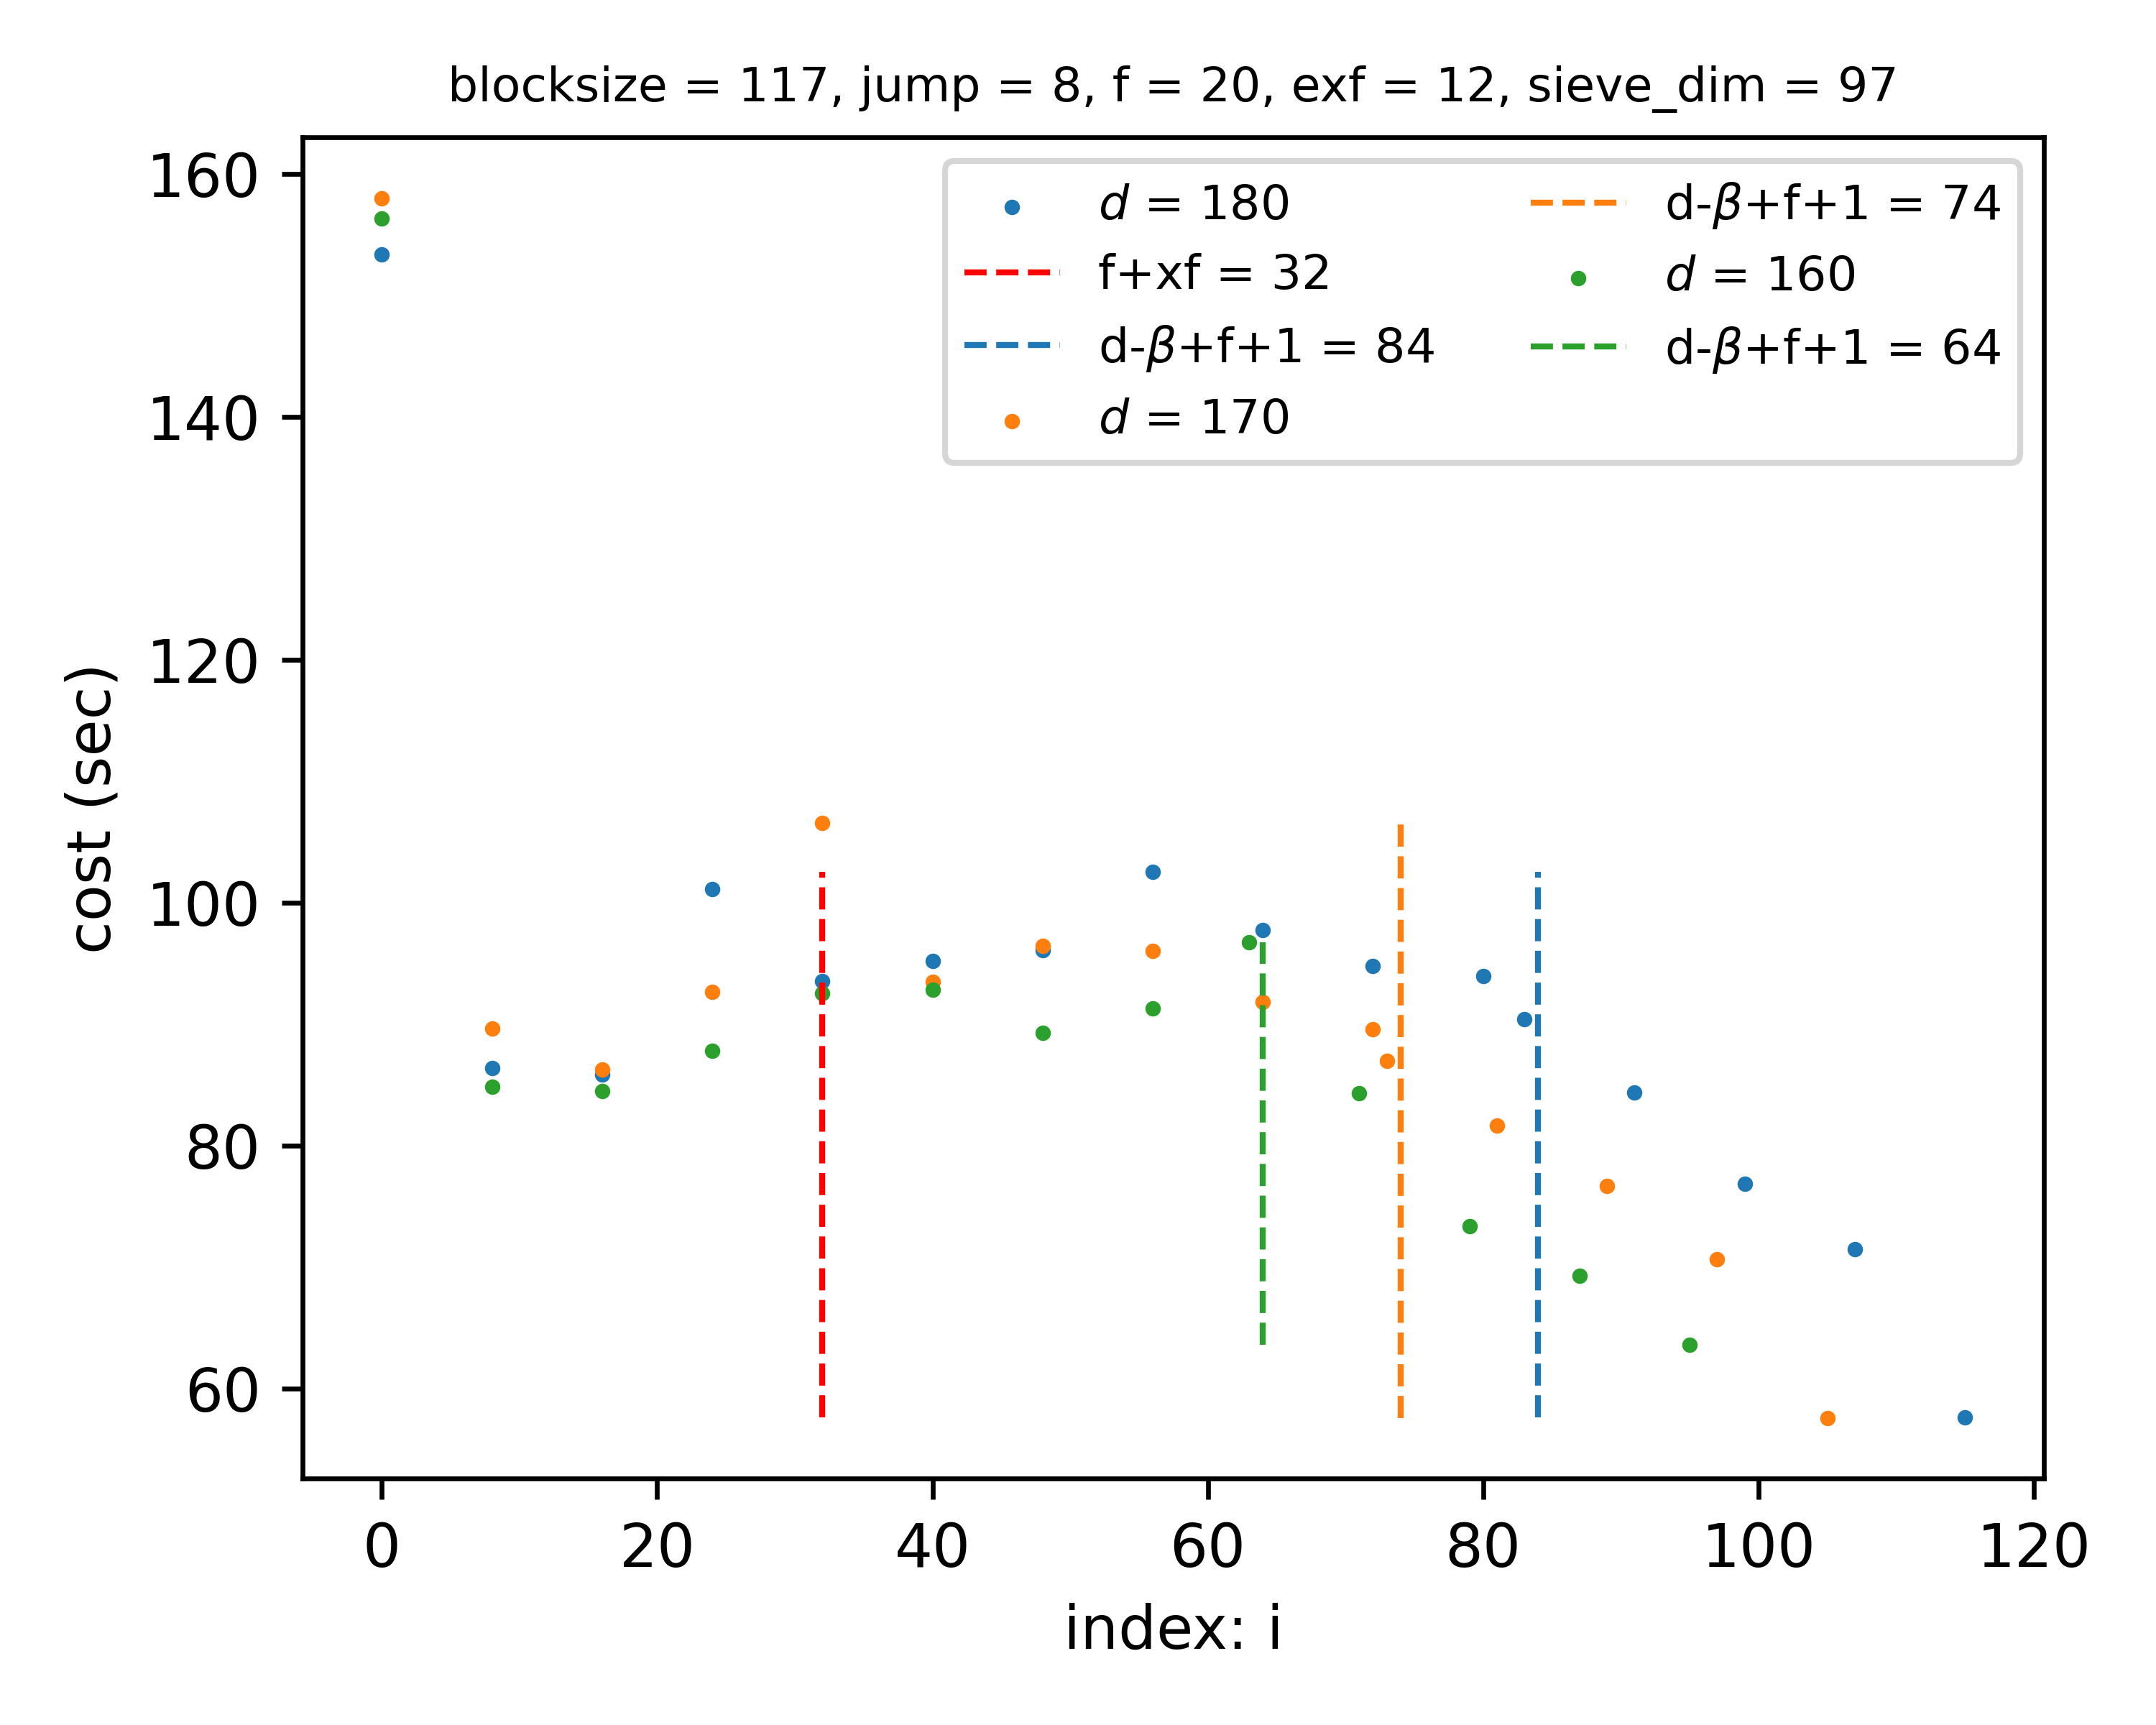 blocksize = 117, jump = 8, f = 20, exf = 12, sieve_dim = 97
d = 180
f+xf = 32
d-β+f+1 = 84
d = 170
d-β+f+1 = 74
d = 160
d-β+f+1 = 64
160
140
120
100
80
60
cost (sec)
0 20 40 60 80 100 120
index: i